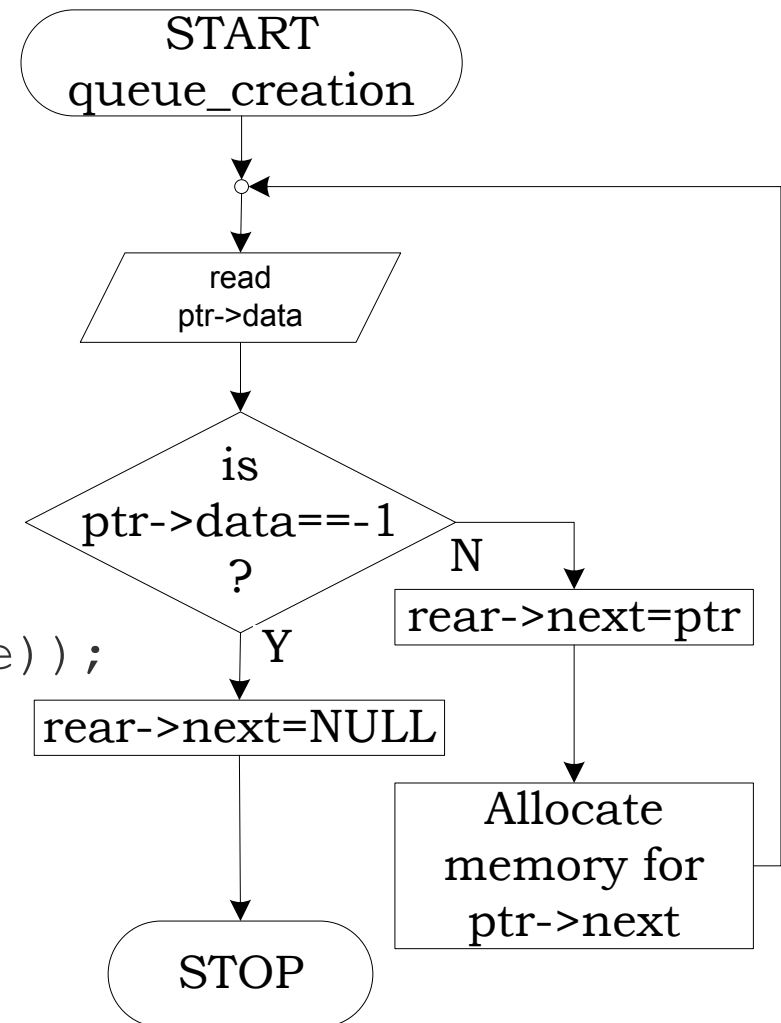 START
queue_creation
read
ptr->data
is
ptr->data==-1
?
N
rear->next=ptr
Y
e));
rear->next=NULL
Allocate
memory for
ptr->next
STOP